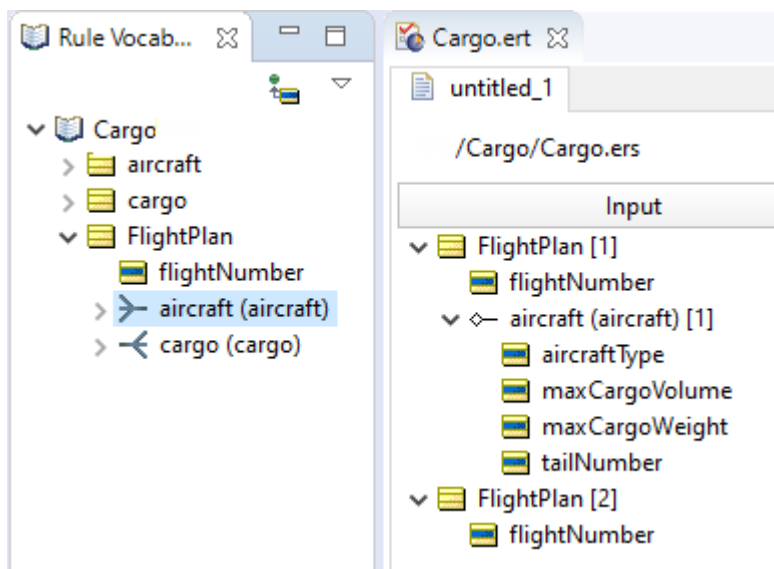 Rule Vocab...
Cargo
aircraft
cargo
FlightPlan
flightNumber
aircraft (aircraft)
cargo (cargo)
Cargo.ert
untitled_1
/Cargo/Cargo.ers
Input
FlightPlan [1]
flightNumber
aircraft (aircraft) [1]
aircraftType
maxCargoVolume
maxCargoWeight
tailNumber
FlightPlan [2]
flightNumber